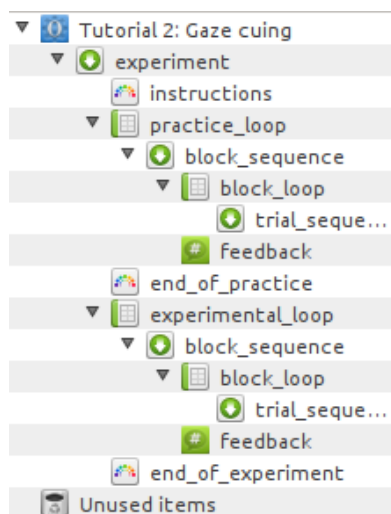 Tutorial 2: Gaze cuing
experiment
instructions
practice_loop
block_sequence
block_loop
trial_seque...
feedback
end_of_practice
experimental_loop
block_sequence
block_loop
trial_seque...
feedback
end_of_experiment
Unused items